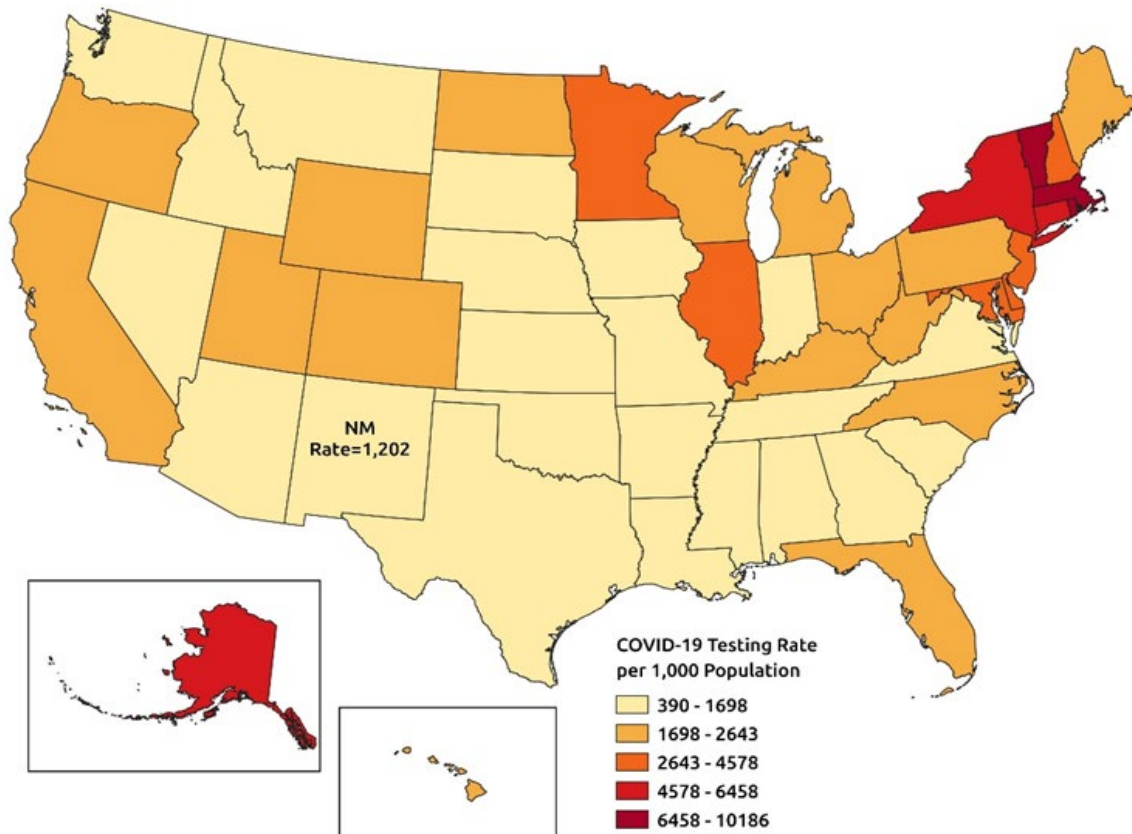 NM
Rate=1,202
COVID-19 Testing Rate
per 1,000 Population
390 - 1698
1698 - 2643
2643 - 4578
4578 - 6458
6458 - 10186